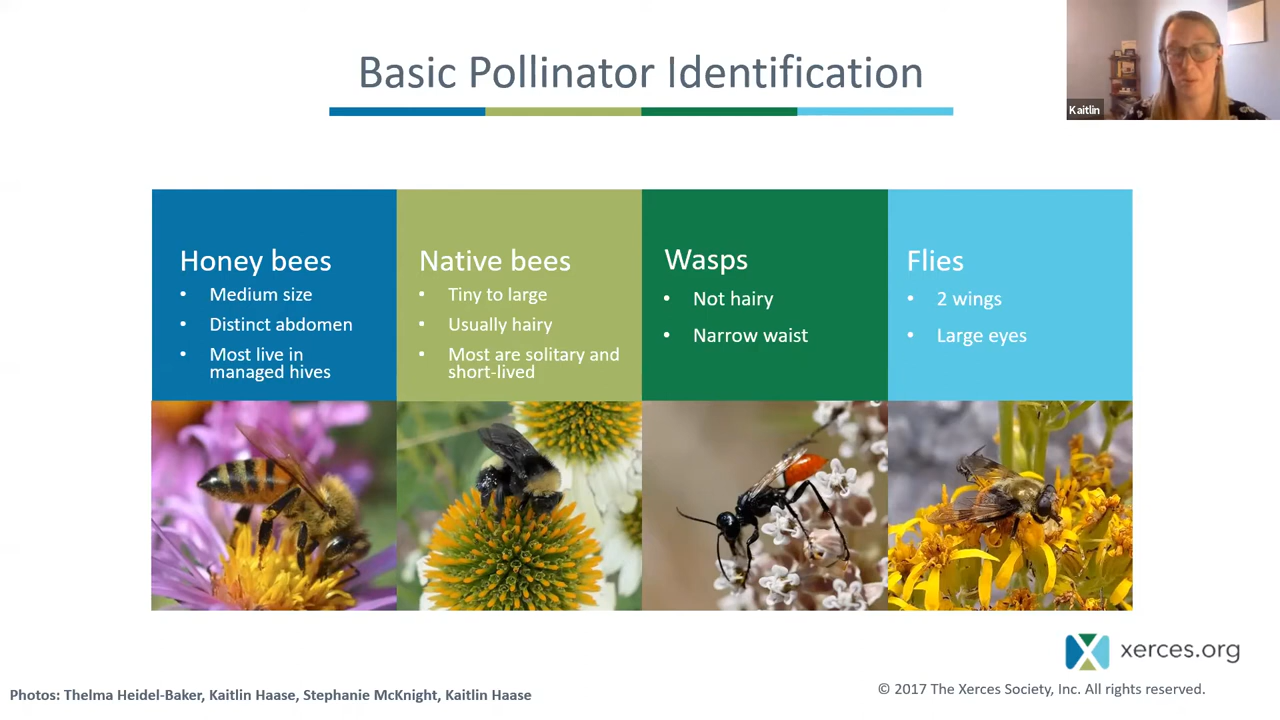 Basic Pollinator Identification
Kaitlin
Honey bees
• Medium size
• Distinct abdomen
• Most live in
managed hives
Native bees
• Tiny to large
• Usually hairy
• Most are solitary and
short-lived
Wasps
• Not hairy
• Narrow waist
Flies
• 2 wings
• Large eyes
xerces.org
Photos: Thelma Heidel-Baker, Kaitlin Haase, Stephanie McKnight, Kaitlin Haase
© 2017 The Xerces Society, Inc. All rights reserved.